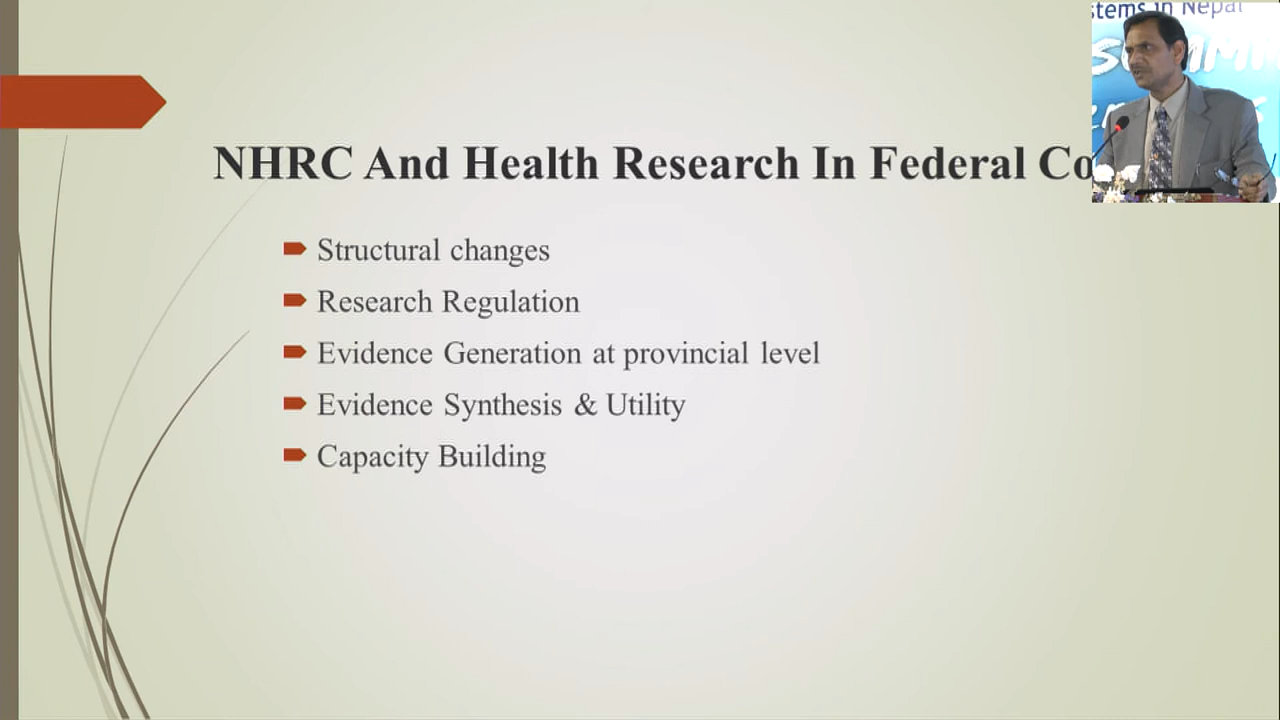 stems in Nepal
NHRC And Health Research In Federal Co
Structural changes
Research Regulation
Evidence Generation at provincial level
Evidence Synthesis & Utility
Capacity Building